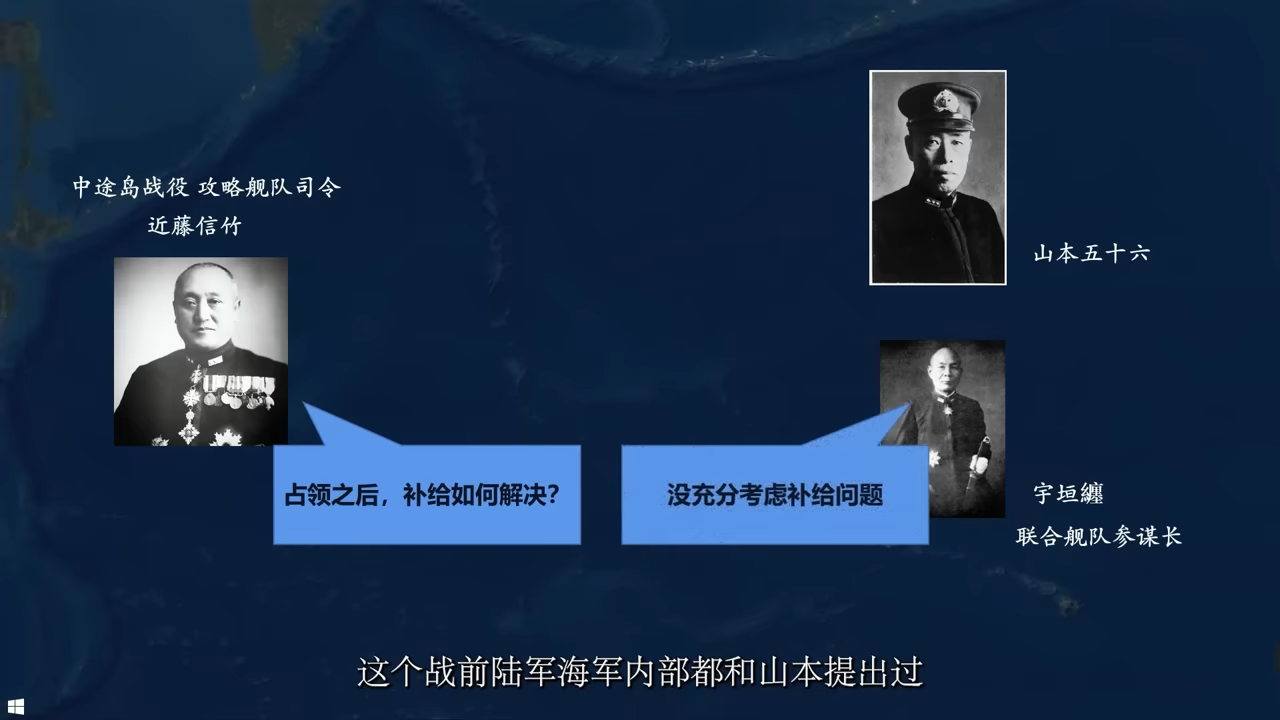 中途岛战役 攻略舰队司令
近藤信竹
山本五十六
占领之后，补给如何解决？
没充分考虑补给问题
宇垣纏
联合舰队参谋长
这个战前陆军海军内部都和山本提出过